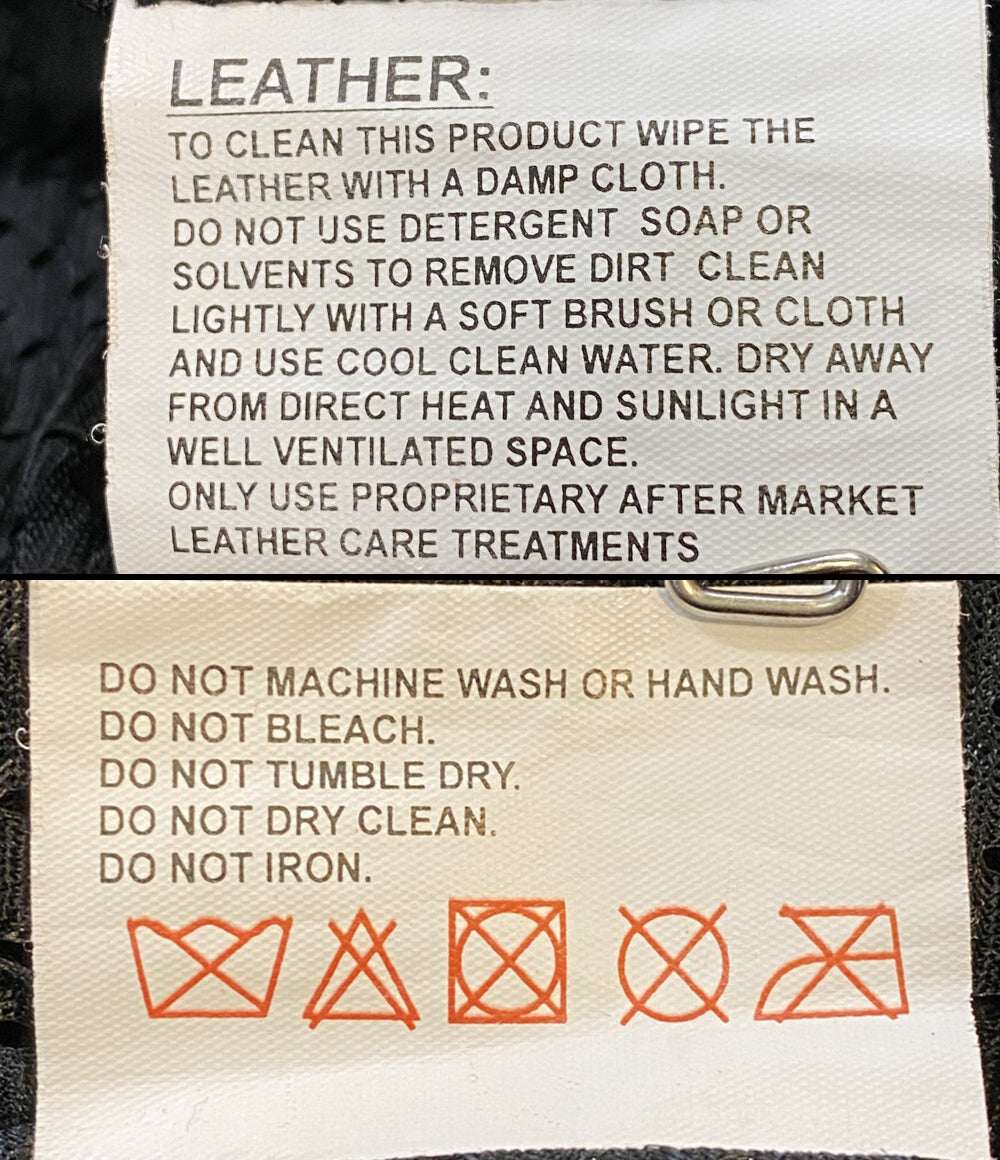 LEATHER:
TO CLEAN THIS PRODUCT WIPE THE
LEATHER WITH A DAMP CLOTH.
DO NOT USE DETERGENT SOAP OR
SOLVENTS TO REMOVE DIRT CLEAN
LIGHTLY WITH A SOFT BRUSH OR CLOTH
AND USE COOL CLEAN WATER. DRY AWAY
FROM DIRECT HEAT AND SUNLIGHT IN A
WELL VENTILATED SPACE.
ONLY USE PROPRIETARY AFTER MARKET
LEATHER CARE TREATMENTS
DO NOT MACHINE WASH OR HAND WASH.
DO NOT BLEACH.
DO NOT TUMBLE DRY.
DO NOT DRY CLEAN.
DO NOT IRON.